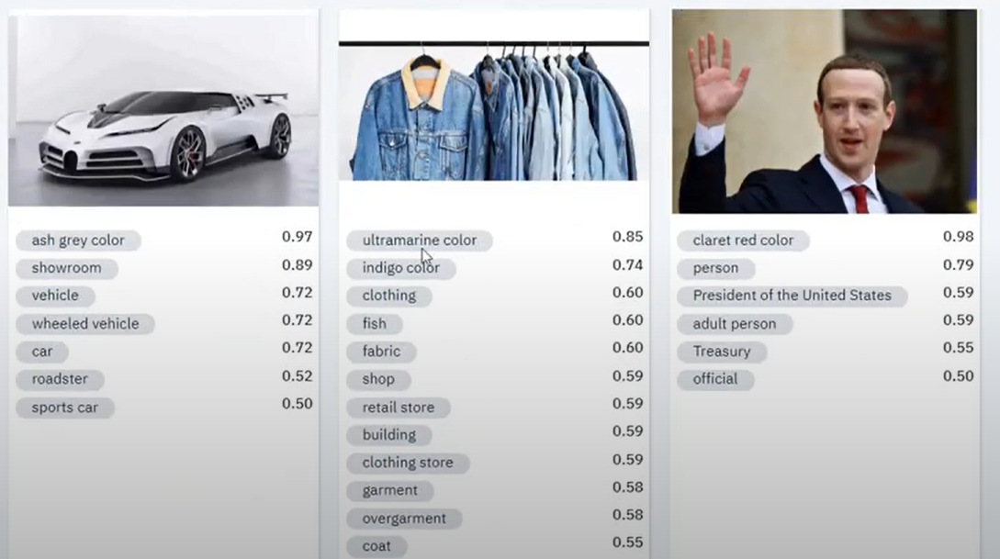 ash grey color 0.97
showroom 0.89
vehicle 0.72
wheeled vehicle 0.72
car 0.72
roadster 0.52
sports car 0.50
ultramarine color 0.85
indigo color 0.74
clothing 0.60
fish 0.60
fabric 0.60
shop 0.59
retail store 0.59
building 0.59
clothing store 0.59
garment 0.58
overgarment 0.58
coat 0.55
claret red color 0.98
person 0.79
President of the United States 0.59
adult person 0.59
Treasury 0.55
official 0.50